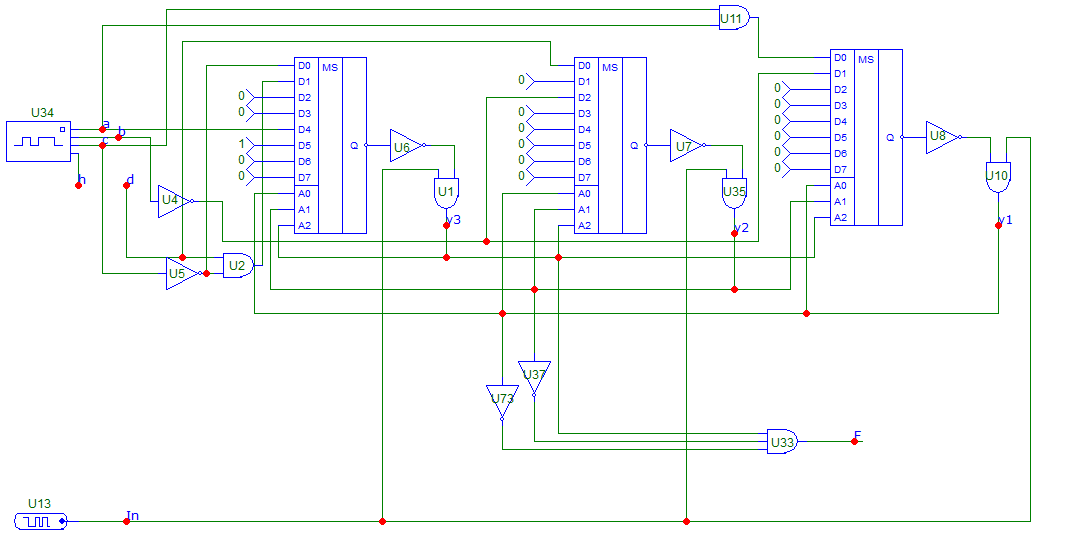 U11
U34
a
b
c
h
d
U4
U5
U2
0
0
1
0
0
D0 MS
D1
D2
D3
D4
D5 Q
D6
D7
A0
A1
A2
U6
U1
y3
0
0
0
0
0
0
D0 MS
D1
D2
D3
D4
D5 Q
D6
D7
A0
A1
A2
U7
U35
y2
0
0
0
0
0
0
D0 MS
D1
D2
D3
D4
D5 Q
D6
D7
A0
A1
A2
U8
U10
y1
U37
U73
U33
F
U13
In